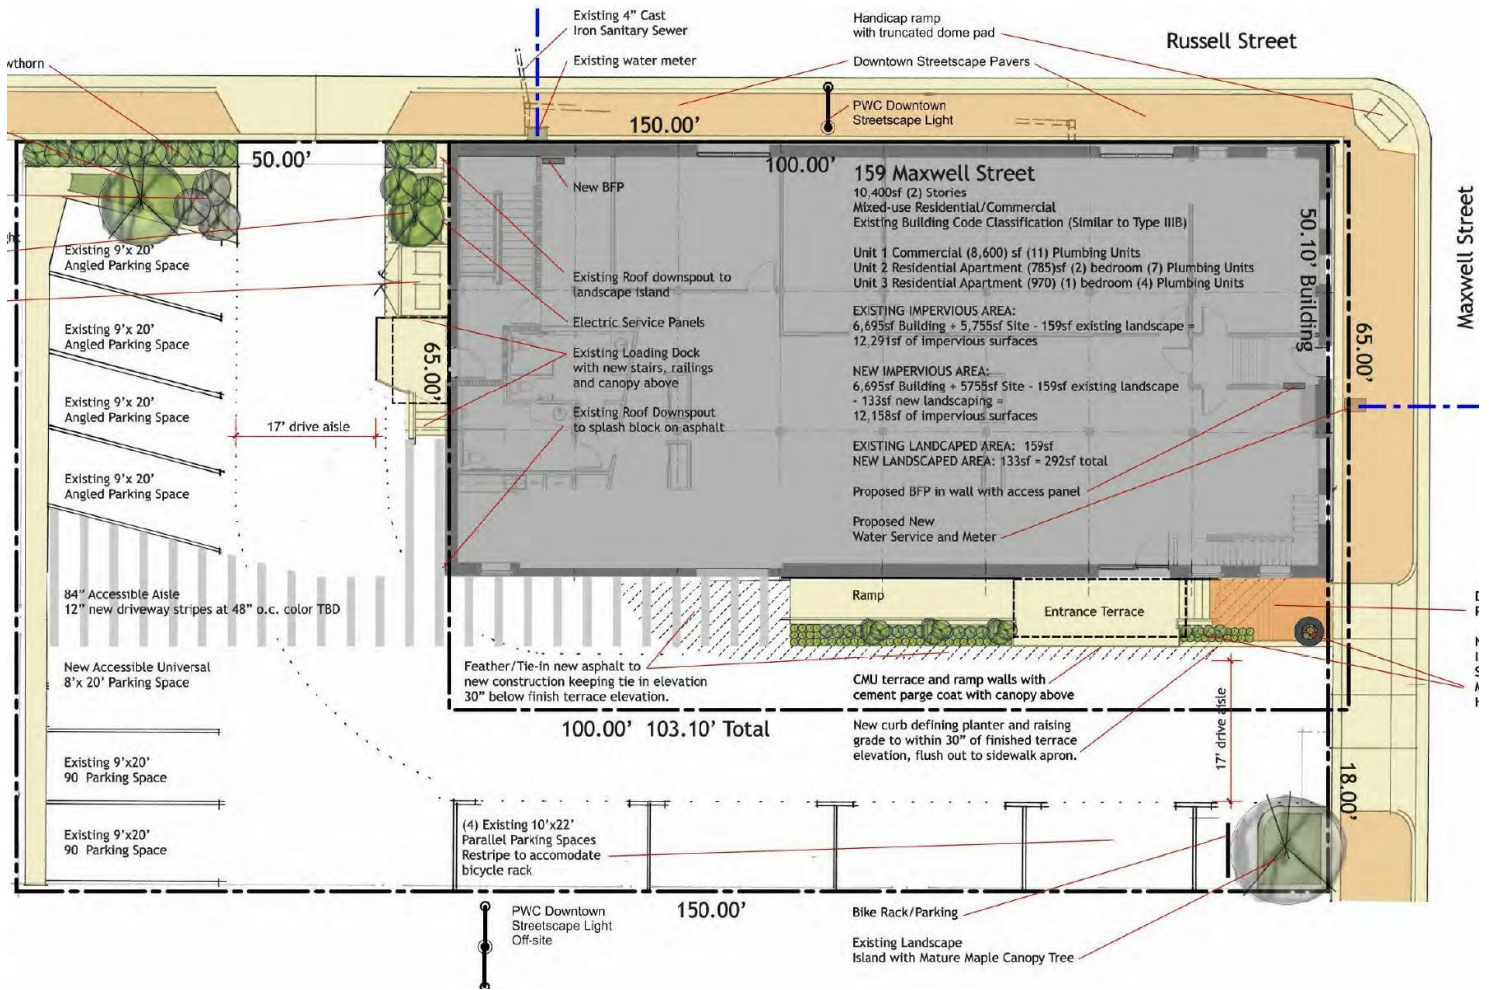 Existing 4" Cast
Iron Sanitary Sewer
Existing water meter
Handicap ramp
with truncated dome pad
Downtown Streetscape Pavers
Russell Street
wthorn
PWC Downtown
Streetscape Light
150.00'
50.00'
100.00'
New BFP
159 Maxwell Street
10,400sf (2) Stories
Mixed-use Residential/Commercial
Existing Building Code Classification (Similar to Type IIIB)
Unit 1 Commercial (8,600) sf (11) Plumbing Units
Unit 2 Residential Apartment (785)sf (2) bedroom (7) Plumbing Units
Unit 3 Residential Apartment (970) (1) bedroom (4) Plumbing Units
EXISTING IMPERVIOUS AREA:
6,695sf Building + 5,755sf Site - 159sf existing landscape =
12,291sf of impervious surfaces
NEW IMPERVIOUS AREA:
6,695sf Building + 5755sf Site - 159sf existing landscape
- 133sf new landscaping =
12,158sf of impervious surfaces
EXISTING LANDCAPED AREA: 159sf
NEW LANDSCAPED AREA: 133sf = 292sf total
Proposed BFP in wall with access panel
Proposed New
Water Service and Meter
50.10' Building
65.00'
Maxwell Street
Existing Roof downspout to
landscape island
Electric Service Panels
Existing Loading Dock
with new stairs, railings
and canopy above
Existing Roof Downspout
to splash block on asphalt
65.00'
17' drive aisle
Existing 9'x 20'
Angled Parking Space
Existing 9'x 20'
Angled Parking Space
Existing 9'x 20'
Angled Parking Space
Existing 9'x 20'
Angled Parking Space
84" Accessible Aisle
12" new driveway stripes at 48" o.c. color TBD
New Accessible Universal
8'x 20' Parking Space
Existing 9'x20'
90 Parking Space
Existing 9'x20'
90 Parking Space
Ramp
Entrance Terrace
Feather/Tie-in new asphalt to
new construction keeping tie in elevation
30" below finish terrace elevation.
CMU terrace and ramp walls with
cement parge coat with canopy above
New curb defining planter and raising
grade to within 30" of finished terrace
elevation, flush out to sidewalk apron.
100.00' 103.10' Total
17' drive aisle
18.00'
(4) Existing 10'x22'
Parallel Parking Spaces
Restripe to accomodate
bicycle rack
150.00'
PWC Downtown
Streetscape Light
Off-site
Bike Rack/Parking
Existing Landscape
Island with Mature Maple Canopy Tree